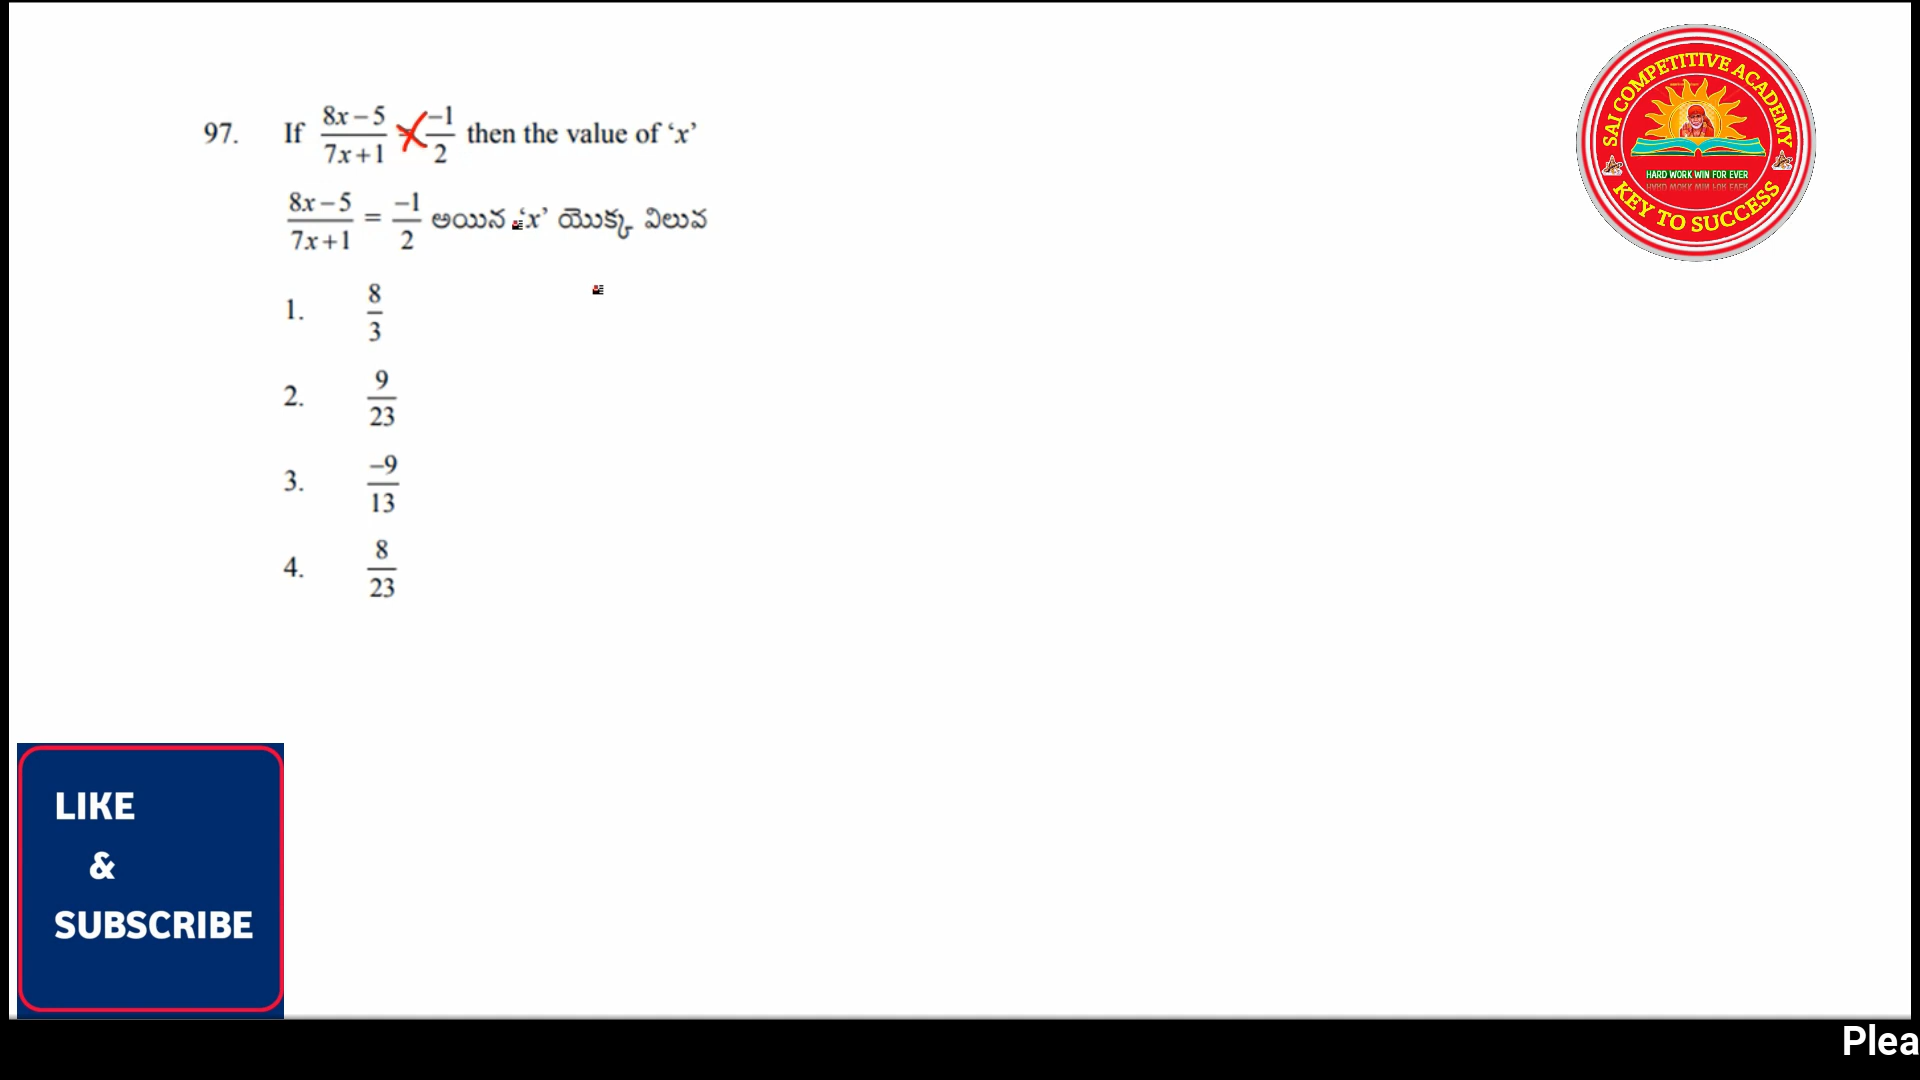 97. If (8x – 5)/(7x + 1) = –1/2 then the value of ‘x’
(8x – 5)/(7x + 1) = –1/2 అయిన ‘x’ యొక్క విలువ
1. 8/3
2. 9/23
3. –9/13
4. 8/23
SAI COMPETITIVE ACADEMY
HARD WORK WIN FOR EVER
KEY TO SUCCESS
LIKE
&
SUBSCRIBE
Plea